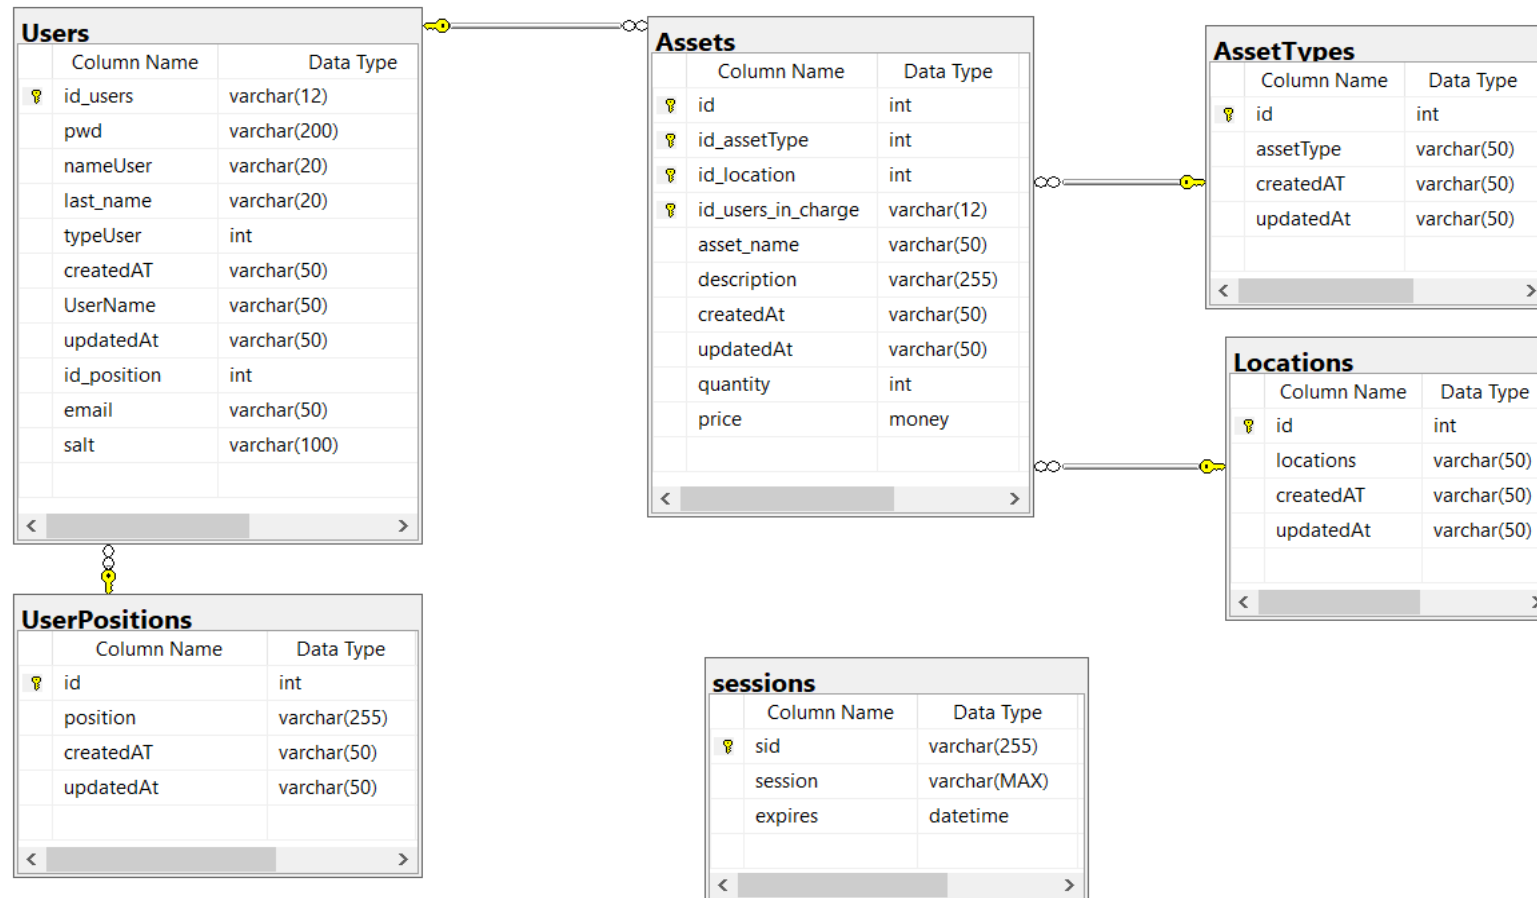 Users
Column Name Data Type
id_users varchar(12)
pwd varchar(200)
nameUser varchar(20)
last_name varchar(20)
typeUser int
createdAT varchar(50)
UserName varchar(50)
updatedAt varchar(50)
id_position int
email varchar(50)
salt varchar(100)
Assets
Column Name Data Type
id int
id_assetType int
id_location int
id_users_in_charge varchar(12)
asset_name varchar(50)
description varchar(255)
createdAt varchar(50)
updatedAt varchar(50)
quantity int
price money
AssetTypes
Column Name Data Type
id int
assetType varchar(50)
createdAT varchar(50)
updatedAt varchar(50)
Locations
Column Name Data Type
id int
locations varchar(50)
createdAT varchar(50)
updatedAt varchar(50)
UserPositions
Column Name Data Type
id int
position varchar(255)
createdAT varchar(50)
updatedAt varchar(50)
sessions
Column Name Data Type
sid varchar(255)
session varchar(MAX)
expires datetime